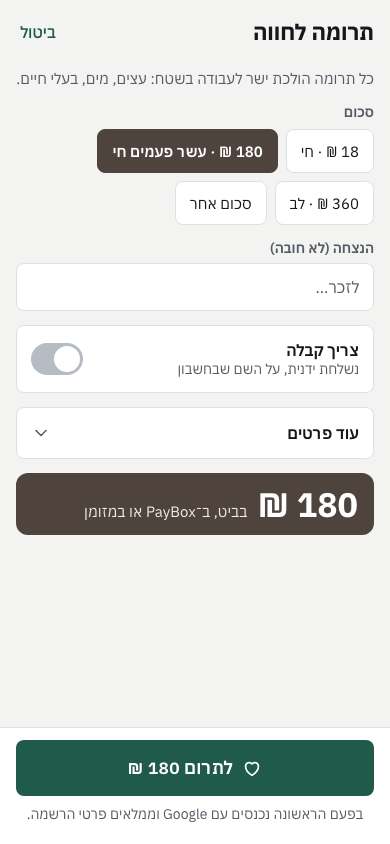 תרומה לחווה
ביטול
כל תרומה הולכת ישר לעבודה בשטח: עצים, מים, בעלי חיים.
סכום
18 ₪ · חי
180 ₪ · עשר פעמים חי
360 ₪ · לב
סכום אחר
הנצחה (לא חובה)
לזכר...
צריך קבלה
נשלחת ידנית, על השם שבחשבון
עוד פרטים
180 ₪ בביט, ב־PayBox או במזומן
לתרום 180 ₪
בפעם הראשונה נכנסים עם Google וממלאים פרטי הרשמה.